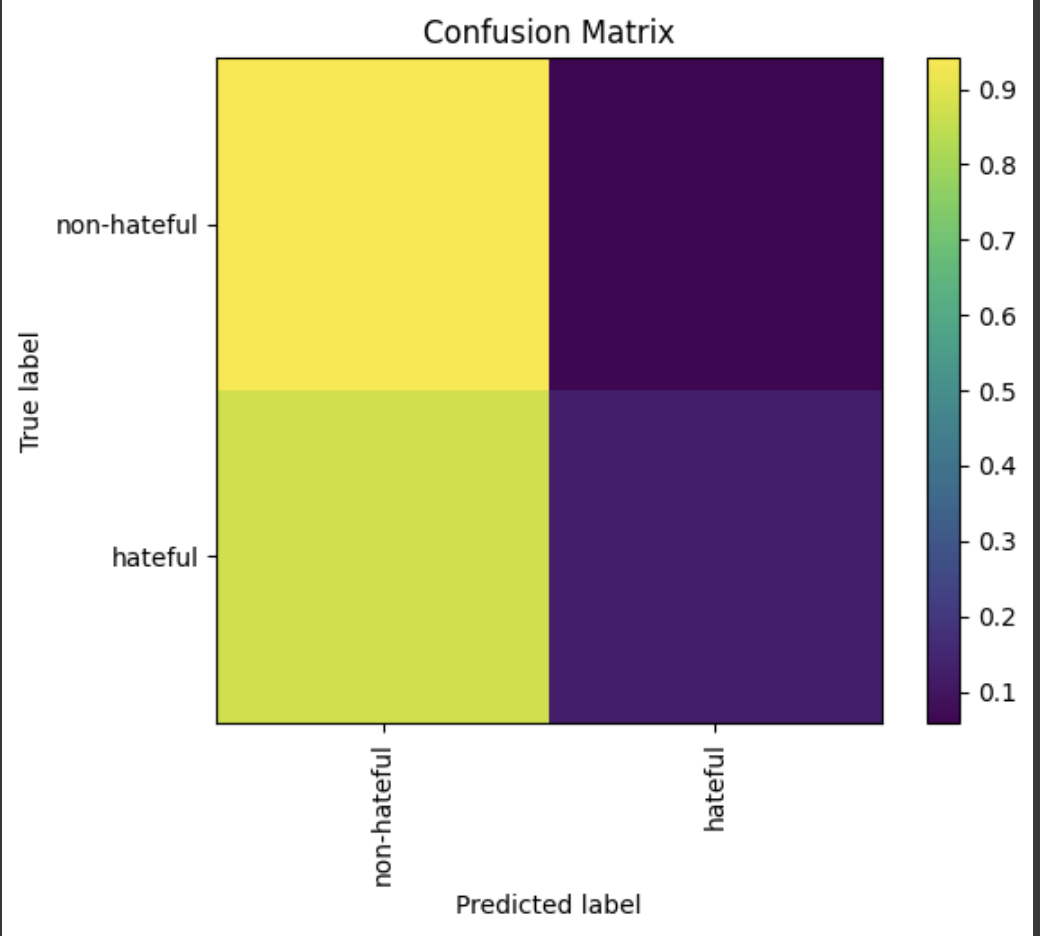 Confusion Matrix
True label
non-hateful
hateful
non-hateful
hateful
Predicted label
0.9
0.8
0.7
0.6
0.5
0.4
0.3
0.2
0.1